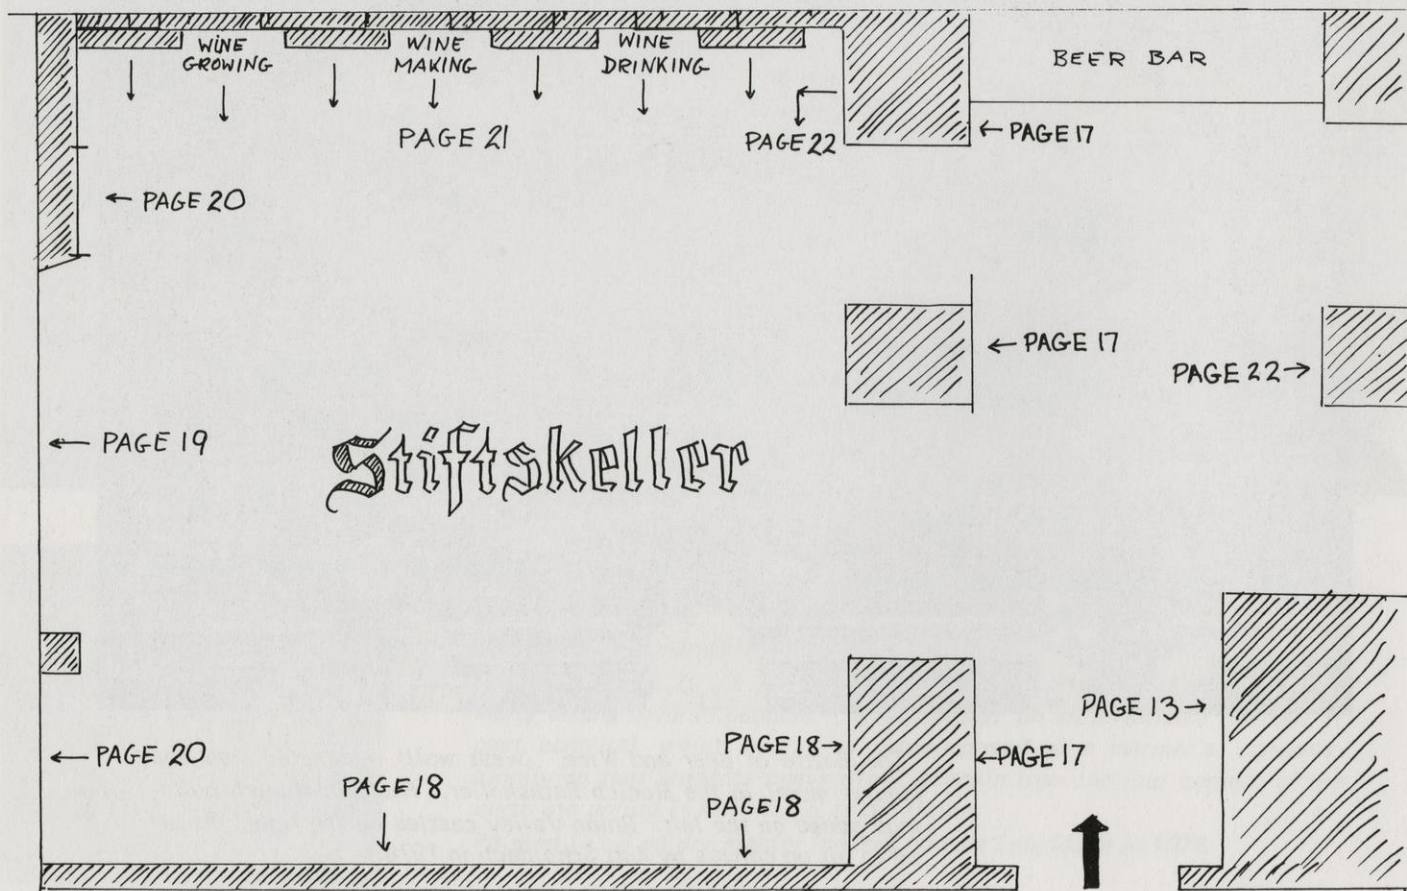 WINE
GROWING
WINE
MAKING
WINE
DRINKING
BEER BAR
PAGE 21
PAGE 22
PAGE 17
PAGE 20
PAGE 17
PAGE 22
PAGE 19
Stiftskeller
PAGE 13
PAGE 18
PAGE 17
PAGE 20
PAGE 18
PAGE 18